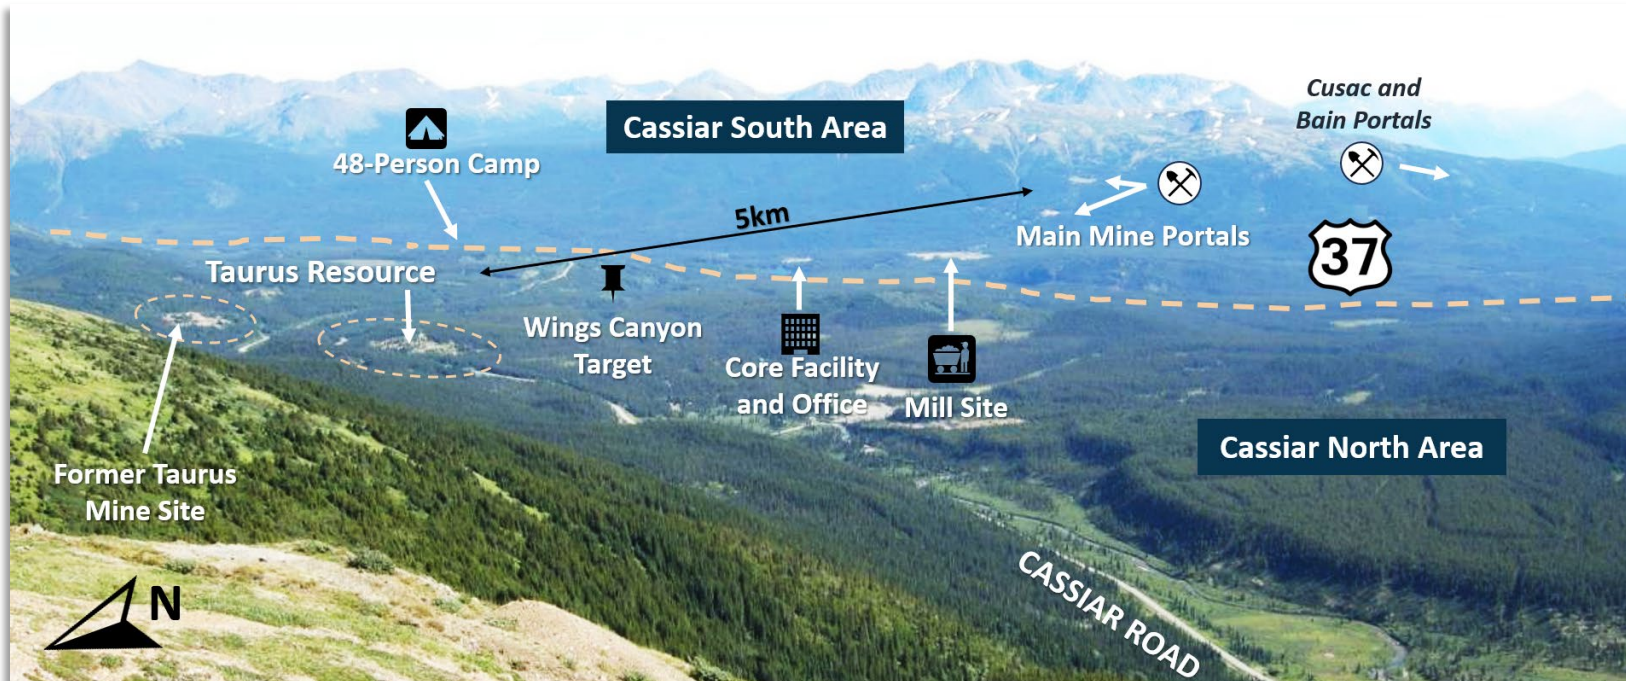 Cusac and
Bain Portals
Cassiar South Area
48-Person Camp
5km
Main Mine Portals
37
Taurus Resource
Wings Canyon
Target
Core Facility
and Office
Mill Site
Cassiar North Area
Former Taurus
Mine Site
N
CASSIAR ROAD